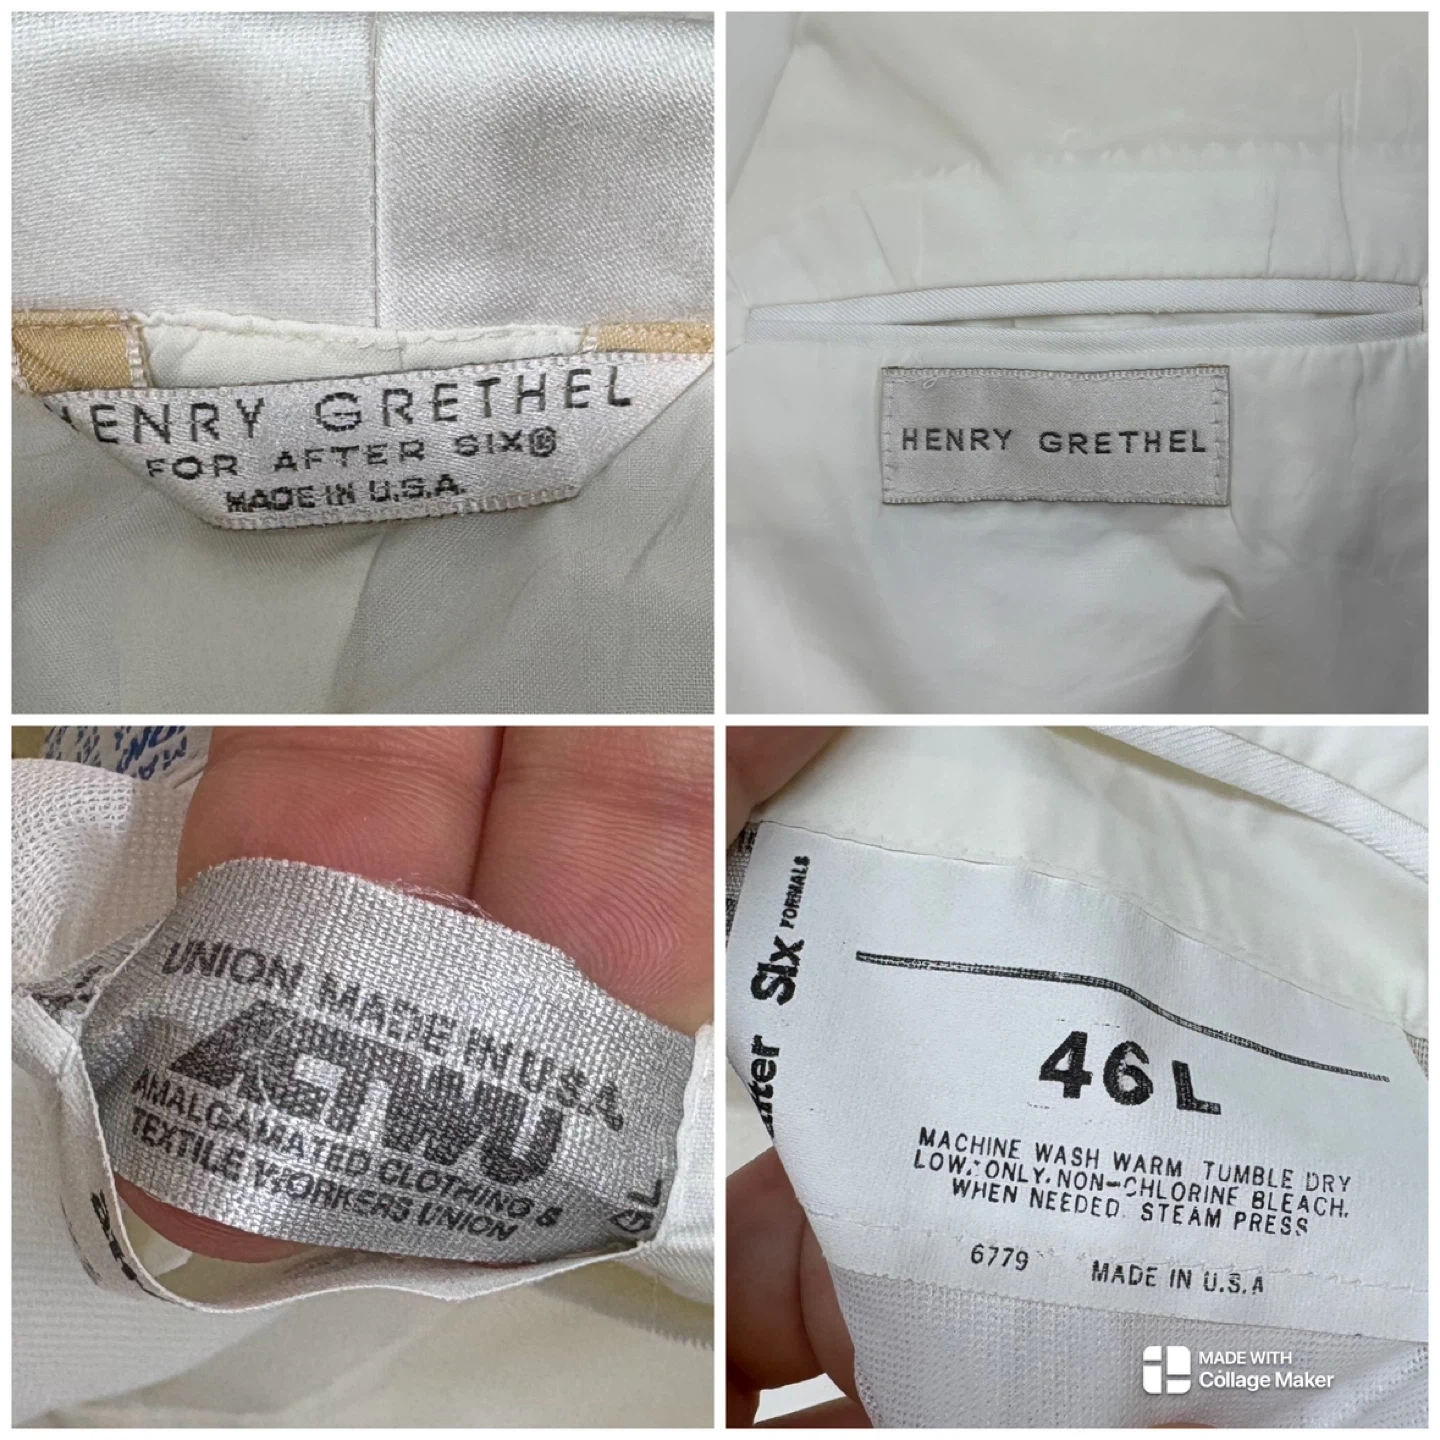 HENRY GRETHEL
FOR AFTER SIX®
MADE IN U.S.A.
HENRY GRETHEL
UNION MADE IN U.S.A.
ACTWU
AMALGAMATED CLOTHING &
TEXTILE WORKERS UNION
After Six FORMALS
46L
MACHINE WASH WARM TUMBLE DRY
LOW. ONLY. NON-CHLORINE BLEACH.
WHEN NEEDED. STEAM PRESS
6779 MADE IN U.S.A
MADE WITH
Collage Maker